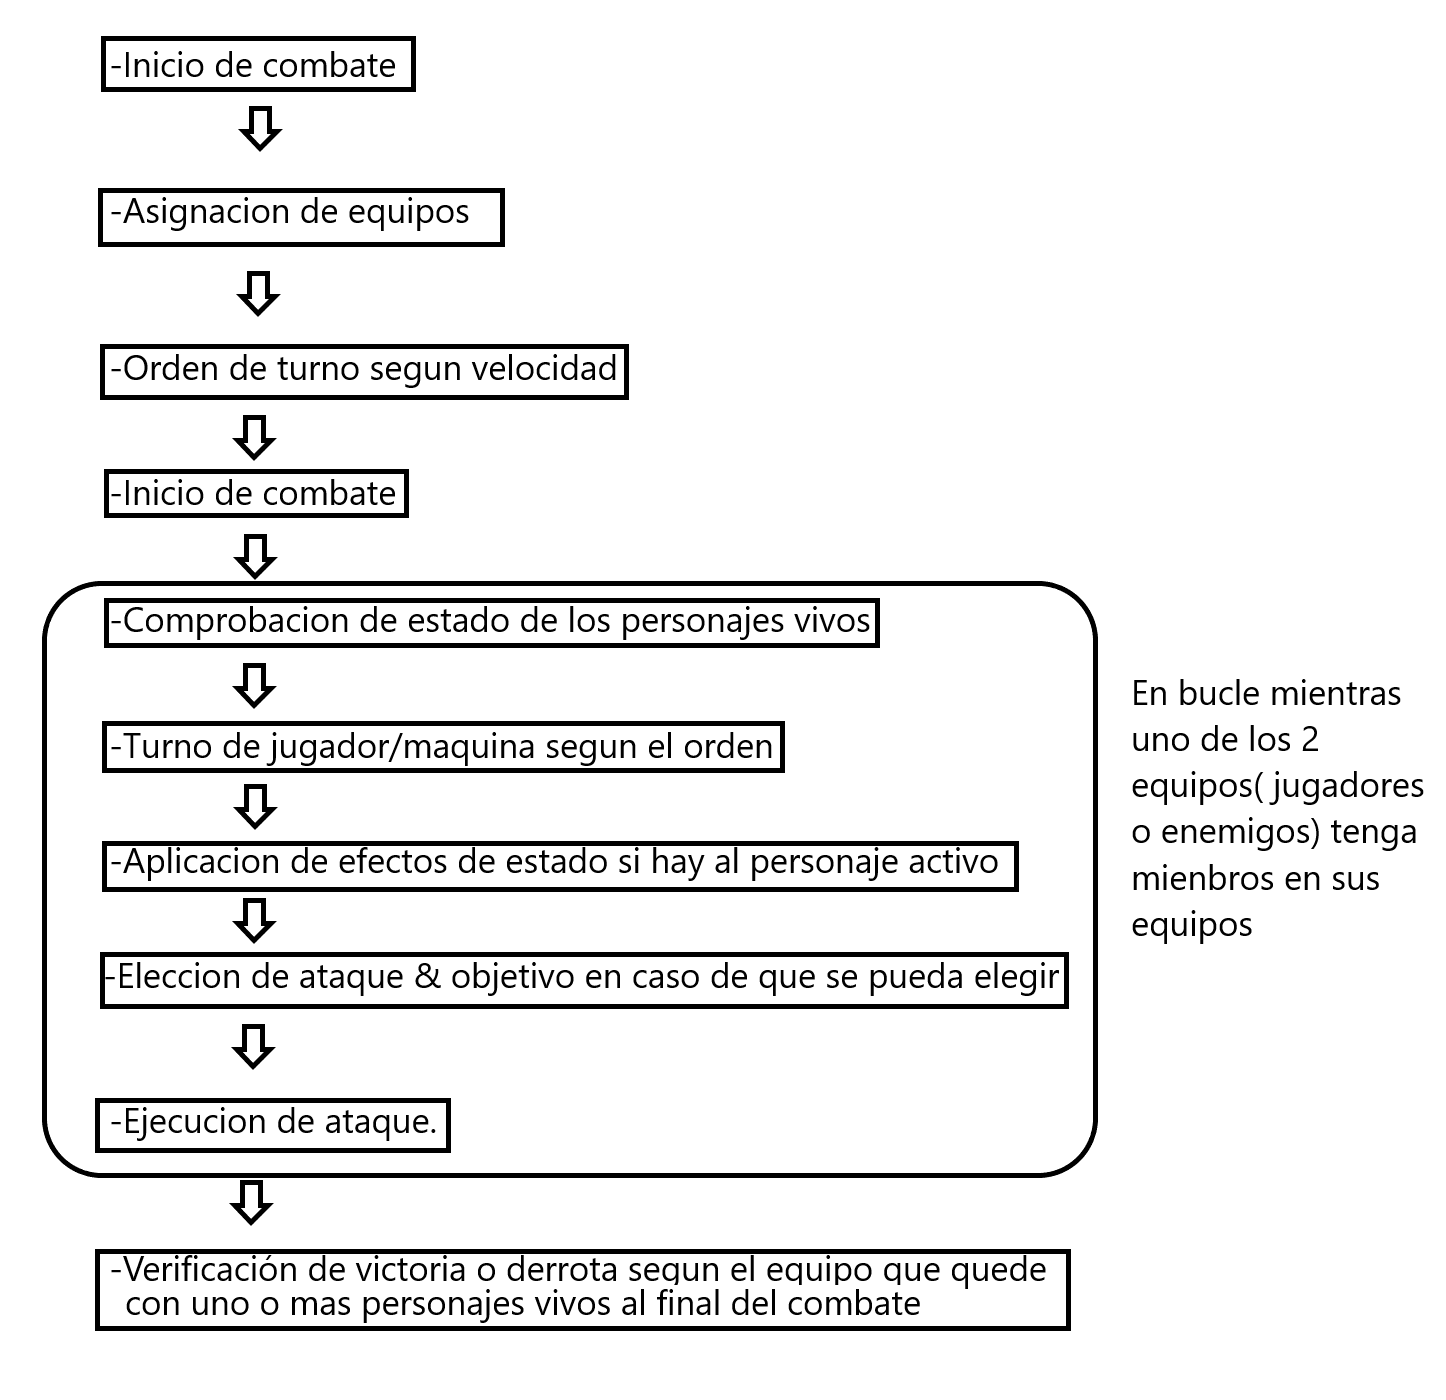 -Inicio de combate
-Asignacion de equipos
-Orden de turno segun velocidad
-Inicio de combate
-Comprobacion de estado de los personajes vivos
-Turno de jugador/maquina segun el orden
-Aplicacion de efectos de estado si hay al personaje activo
-Eleccion de ataque & objetivo en caso de que se pueda elegir
-Ejecucion de ataque.
En bucle mientras
uno de los 2
equipos( jugadores
o enemigos) tenga
mienbros en sus
equipos
-Verificación de victoria o derrota segun el equipo que quede
con uno o mas personajes vivos al final del combate